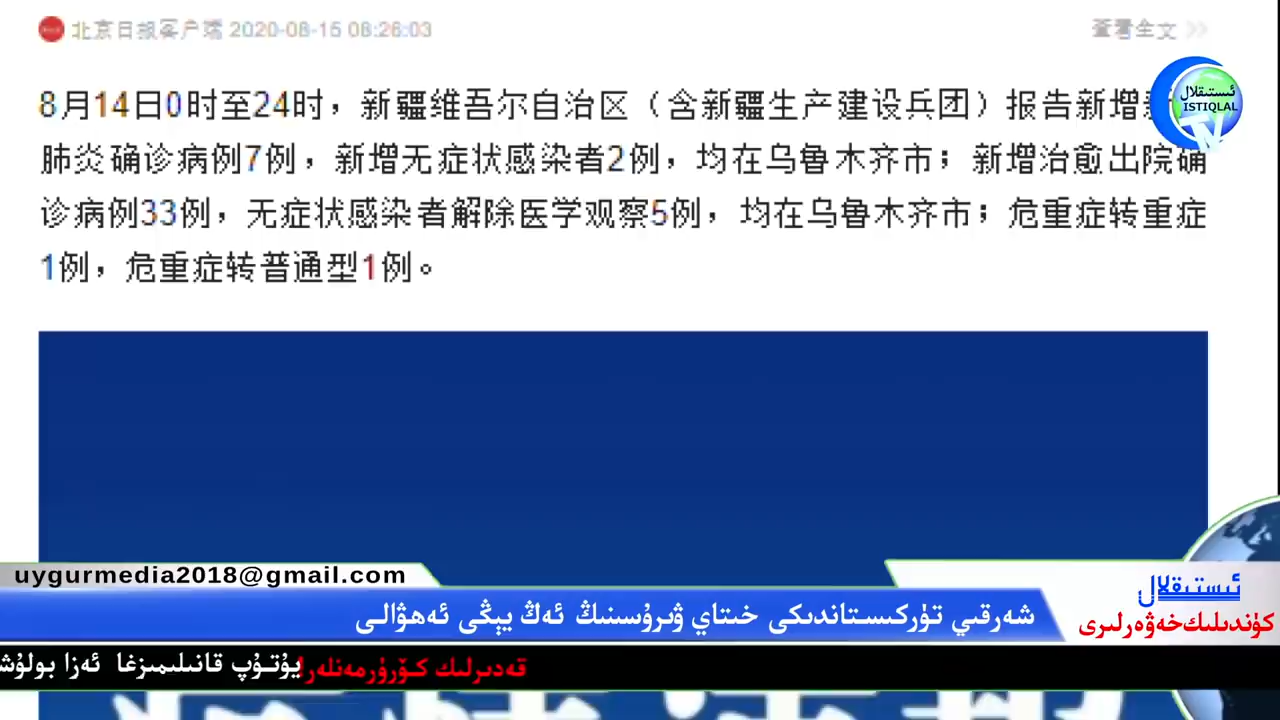 北京日报客户端 2020-08-15 08:26:03
查看全文
8月14日0时至24时，新疆维吾尔自治区（含新疆生产建设兵团）报告新增
肺炎确诊病例7例，新增无症状感染者2例，均在乌鲁木齐市；新增治愈出院确
诊病例33例，无症状感染者解除医学观察5例，均在乌鲁木齐市；危重症转重症
1例，危重症转普通型1例。
ئىستىقلال
ISTIQLAL
TV
uygurmedia2018@gmail.com
شەرقىي تۈركىستاندىكى خىتاي ۋىرۇسىنىڭ ئەڭ يېڭى ئەھۋالى
ئىستىقلال
كۈندىلىك خەۋەرلىرى
قەدىرلىك كۆرۈرمەنلەر
يۇتۇپ قانىلىمىزغا ئەزا بولۇش